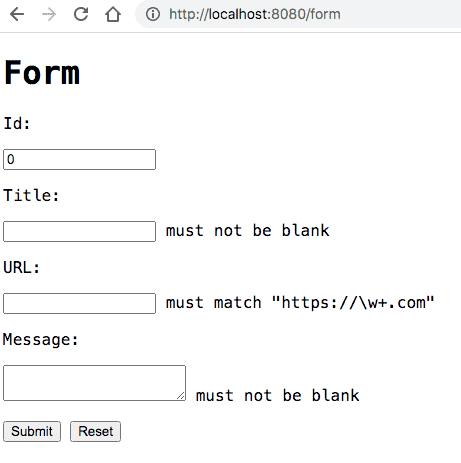 http://localhost:8080/form
Form
Id:
0
Title:
must not be blank
URL:
must match "https://\w+.com"
Message:
must not be blank
Submit Reset